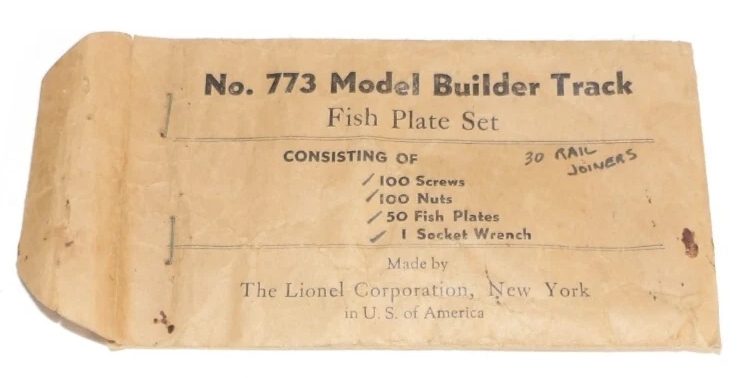 No. 773 Model Builder Track
Fish Plate Set
CONSISTING OF
30 RAIL
JOINERS
100 Screws
100 Nuts
50 Fish Plates
1 Socket Wrench
Made by
The Lionel Corporation, New York
in U. S. of America